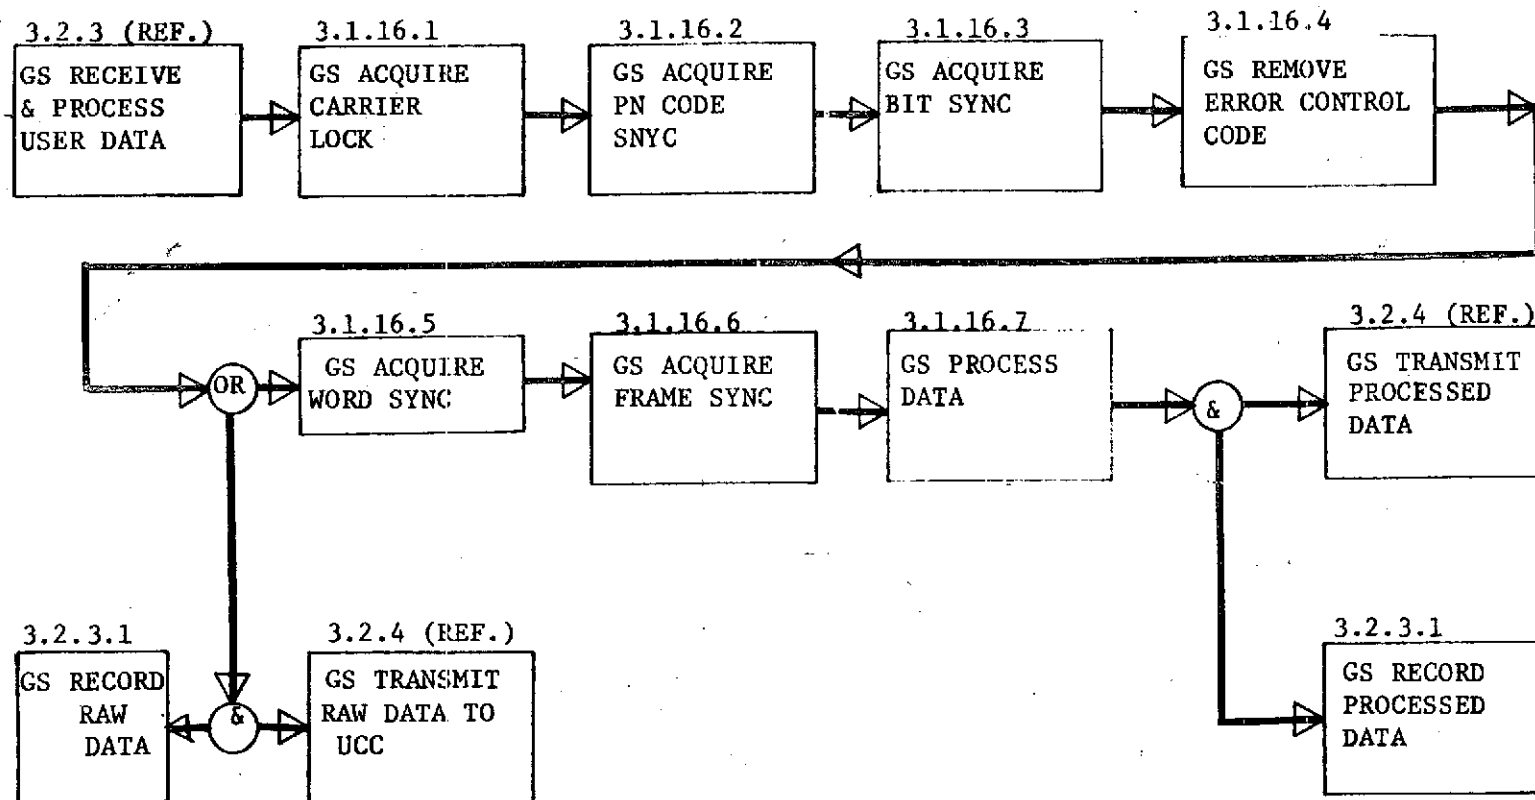 3.2.3 (REF.)
GS RECEIVE
& PROCESS
USER DATA
3.1.16.1
GS ACQUIRE
CARRIER
LOCK
3.1.16.2
GS ACQUIRE
PN CODE
SNYC
3.1.16.3
GS ACQUIRE
BIT SYNC
3.1.16.4
GS REMOVE
ERROR CONTROL
CODE
OR
3.1.16.5
GS ACQUIRE
WORD SYNC
3.1.16.6
GS ACQUIRE
FRAME SYNC
3.1.16.7
GS PROCESS
DATA
&
3.2.4 (REF.)
GS TRANSMIT
PROCESSED
DATA
3.2.3.1
GS RECORD
RAW
DATA
&
3.2.4 (REF.)
GS TRANSMIT
RAW DATA TO
UCC
3.2.3.1
GS RECORD
PROCESSED
DATA